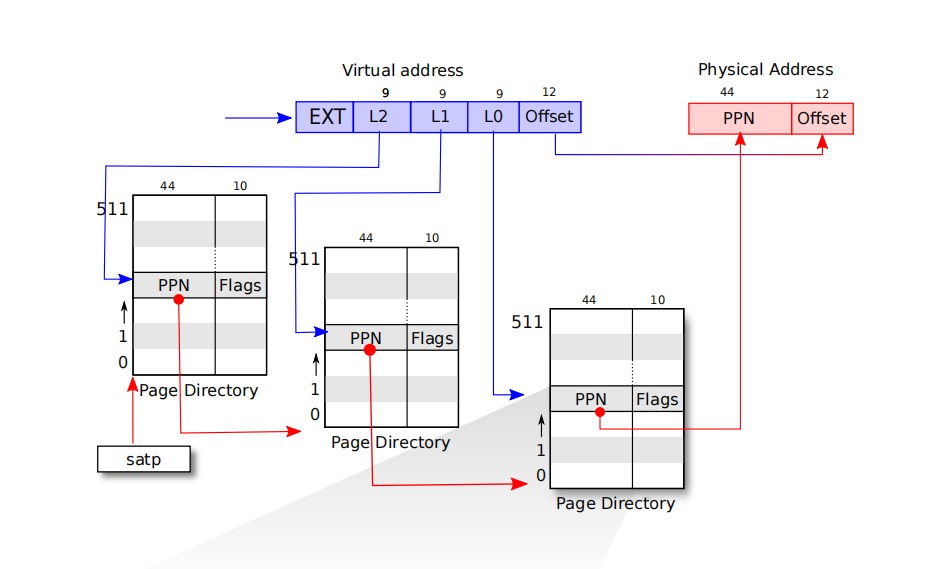 Virtual address
Physical Address
9 9 9 12
44 12
EXT L2 L1 L0 Offset
PPN Offset
44 10
511
PPN Flags
1
0
Page Directory
satp
44 10
511
PPN Flags
1
0
Page Directory
44 10
511
PPN Flags
1
0
Page Directory